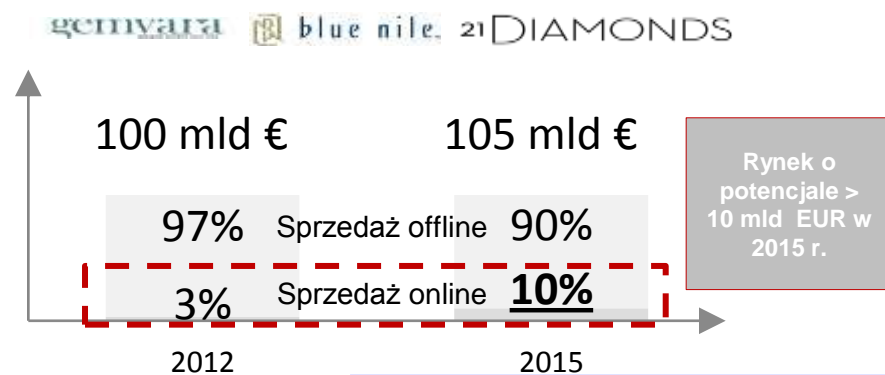 gemvara blue nile. 21DIAMONDS
100 mld € 105 mld €
97% Sprzedaż offline 90%
3% Sprzedaż online 10%
2012 2015
Rynek o
potencjale >
10 mld EUR w
2015 r.